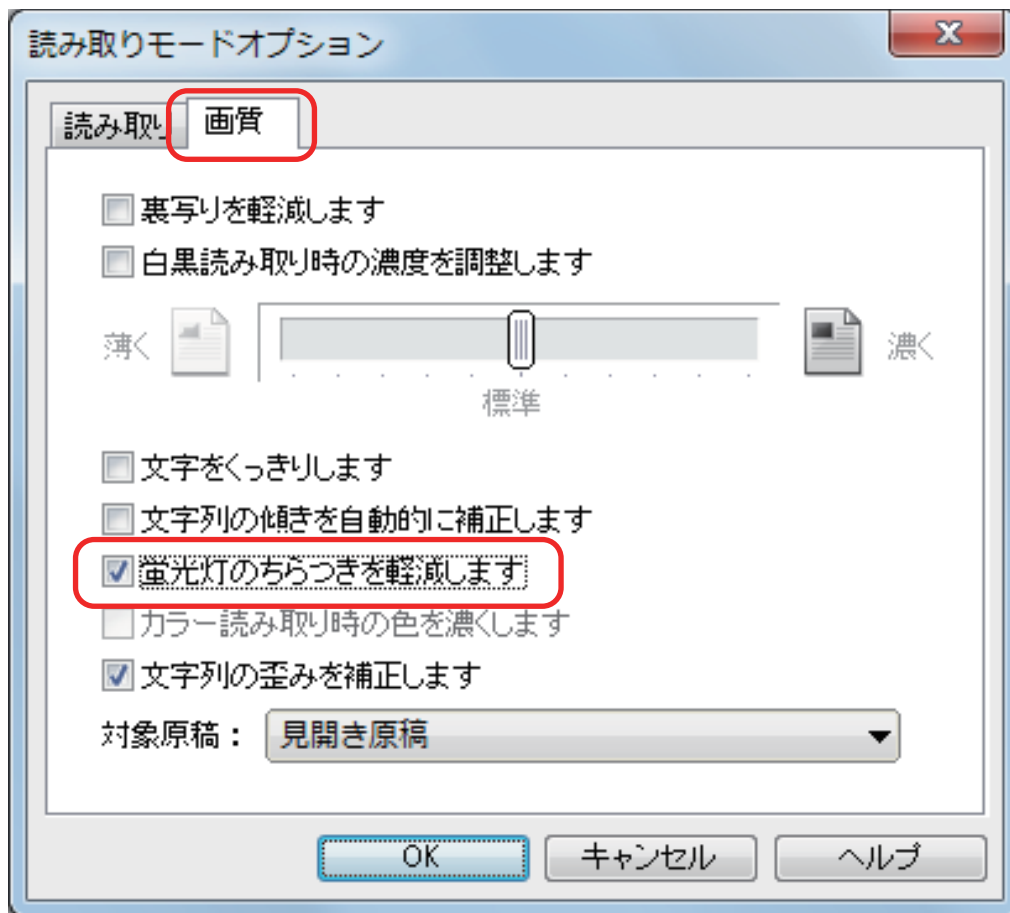 読み取りモードオプション
読み取り 画質
裏写りを軽減します
白黒読み取り時の濃度を調整します
薄く 濃く
標準
文字をくっきりします
文字列の傾きを自動的に補正します
蛍光灯のちらつきを軽減します
カラー読み取り時の色を濃くします
文字列の歪みを補正します
対象原稿： 見開き原稿
OK キャンセル ヘルプ